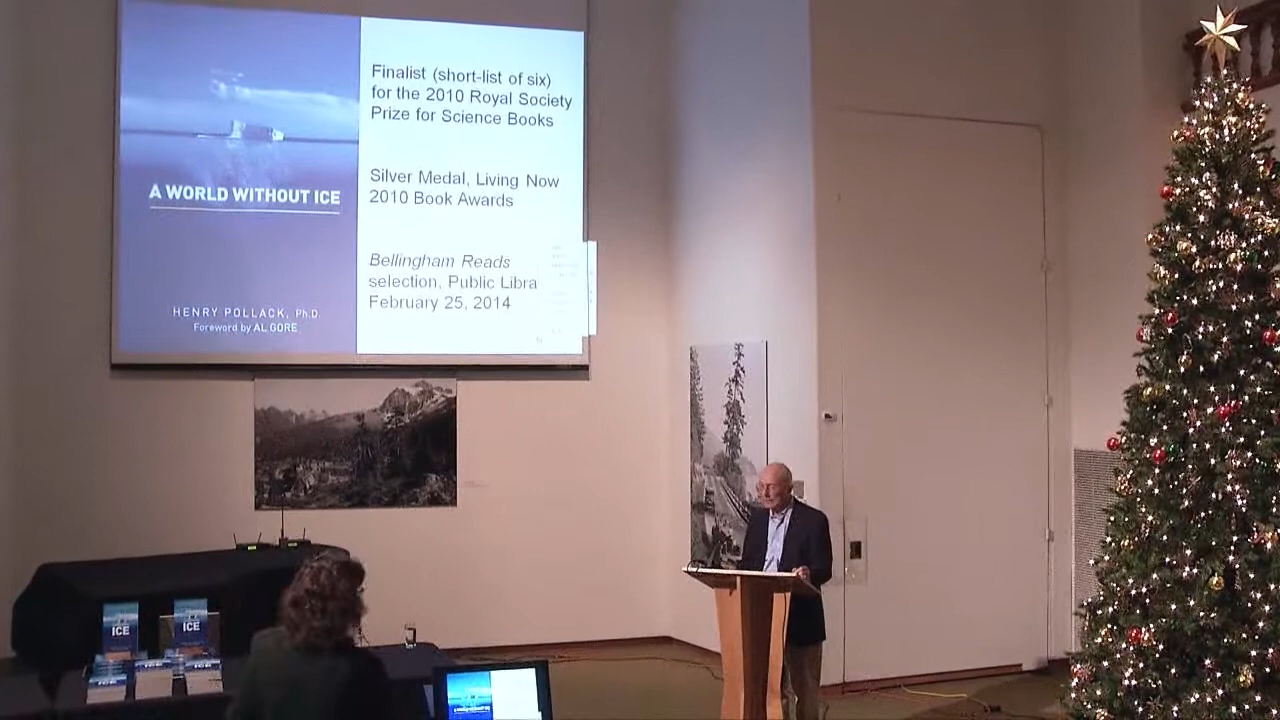 A WORLD WITHOUT ICE
HENRY POLLACK, Ph.D.
Foreword by AL GORE
Finalist (short-list of six)
for the 2010 Royal Society
Prize for Science Books
Silver Medal, Living Now
2010 Book Awards
Bellingham Reads
selection, Public Libra
February 25, 2014
ICE
ICE